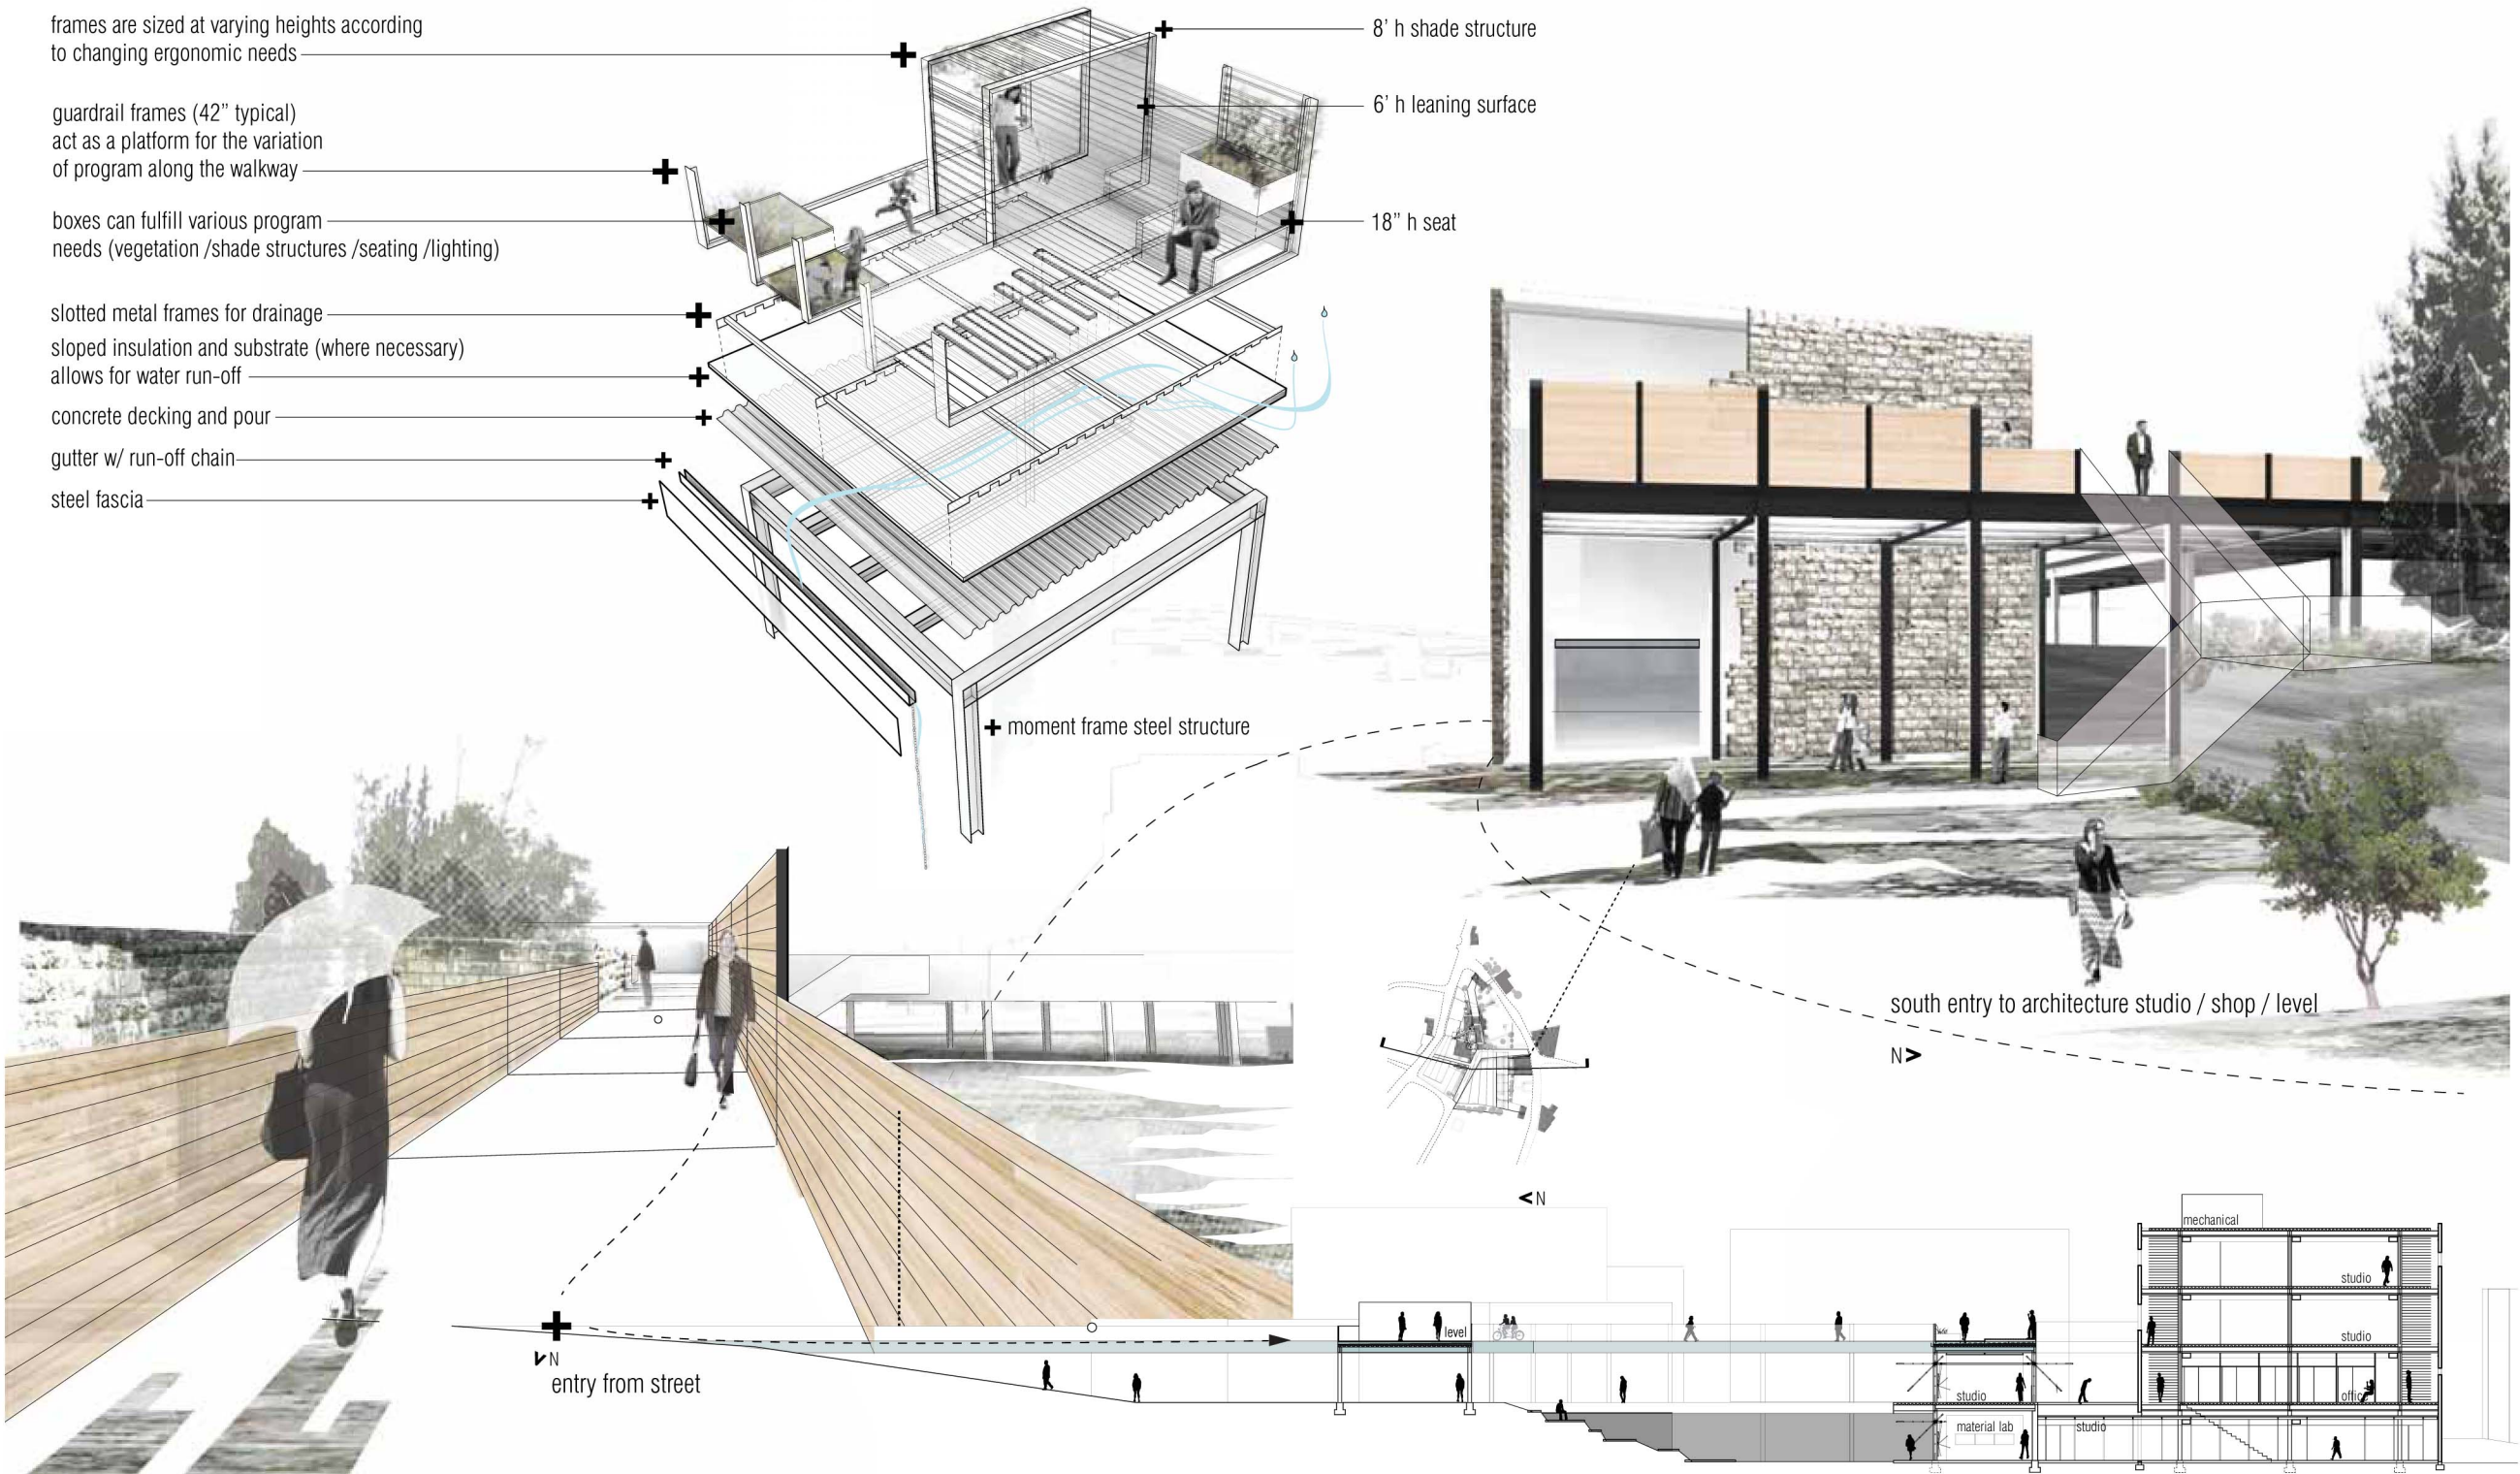 frames are sized at varying heights according
to changing ergonomic needs
guardrail frames (42" typical)
act as a platform for the variation
of program along the walkway
boxes can fulfill various program
needs (vegetation /shade structures /seating /lighting)
slotted metal frames for drainage
sloped insulation and substrate (where necessary)
allows for water run-off
concrete decking and pour
gutter w/ run-off chain
steel fascia
8' h shade structure
6' h leaning surface
18" h seat
moment frame steel structure
south entry to architecture studio / shop / level
N
N
N
entry from street
level
mechanical
studio
studio
studio
office
material lab
studio